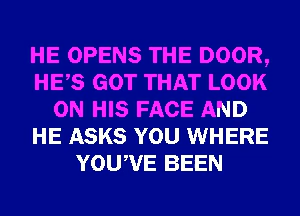 HE OPENS THE DOOR,
HE'S GOT THAT LOOK
ON HIS FACE AND
HE ASKS YOU WHERE
YOU'VE BEEN